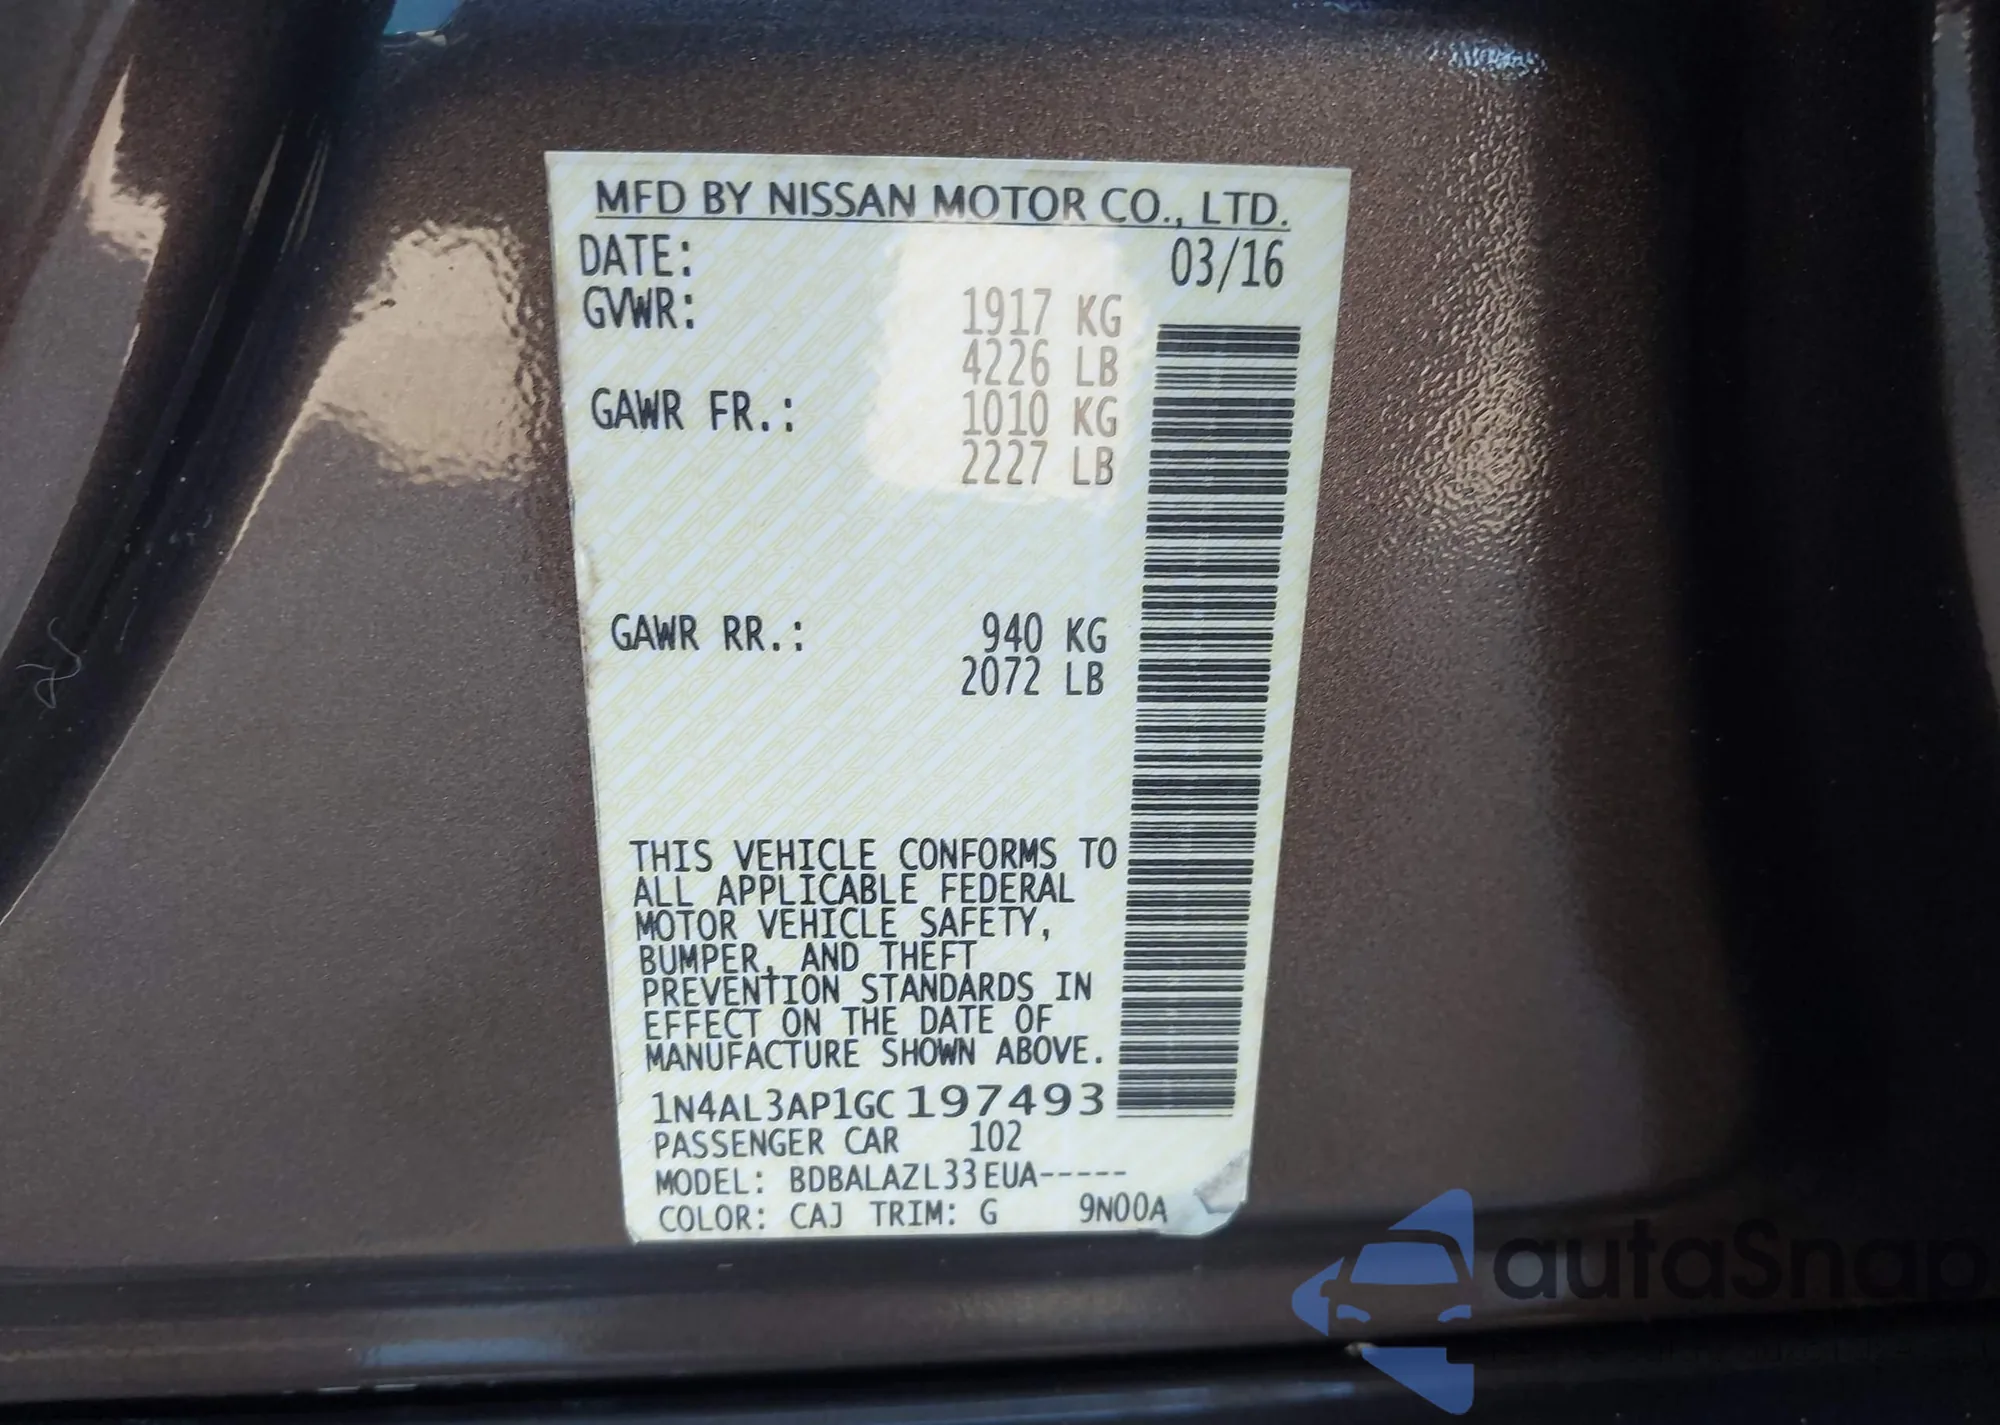 MFD BY NISSAN MOTOR CO., LTD.
DATE: 03/16
GVWR: 1917 KG
4226 LB
GAWR FR.: 1010 KG
2227 LB
GAWR RR.: 940 KG
2072 LB
THIS VEHICLE CONFORMS TO
ALL APPLICABLE FEDERAL
MOTOR VEHICLE SAFETY,
BUMPER, AND THEFT
PREVENTION STANDARDS IN
EFFECT ON THE DATE OF
MANUFACTURE SHOWN ABOVE.
1N4AL3AP1GC197493
PASSENGER CAR 102
MODEL: BDBALAZL33EUA-----
COLOR: CAJ TRIM: G 9N00A
autaSnap